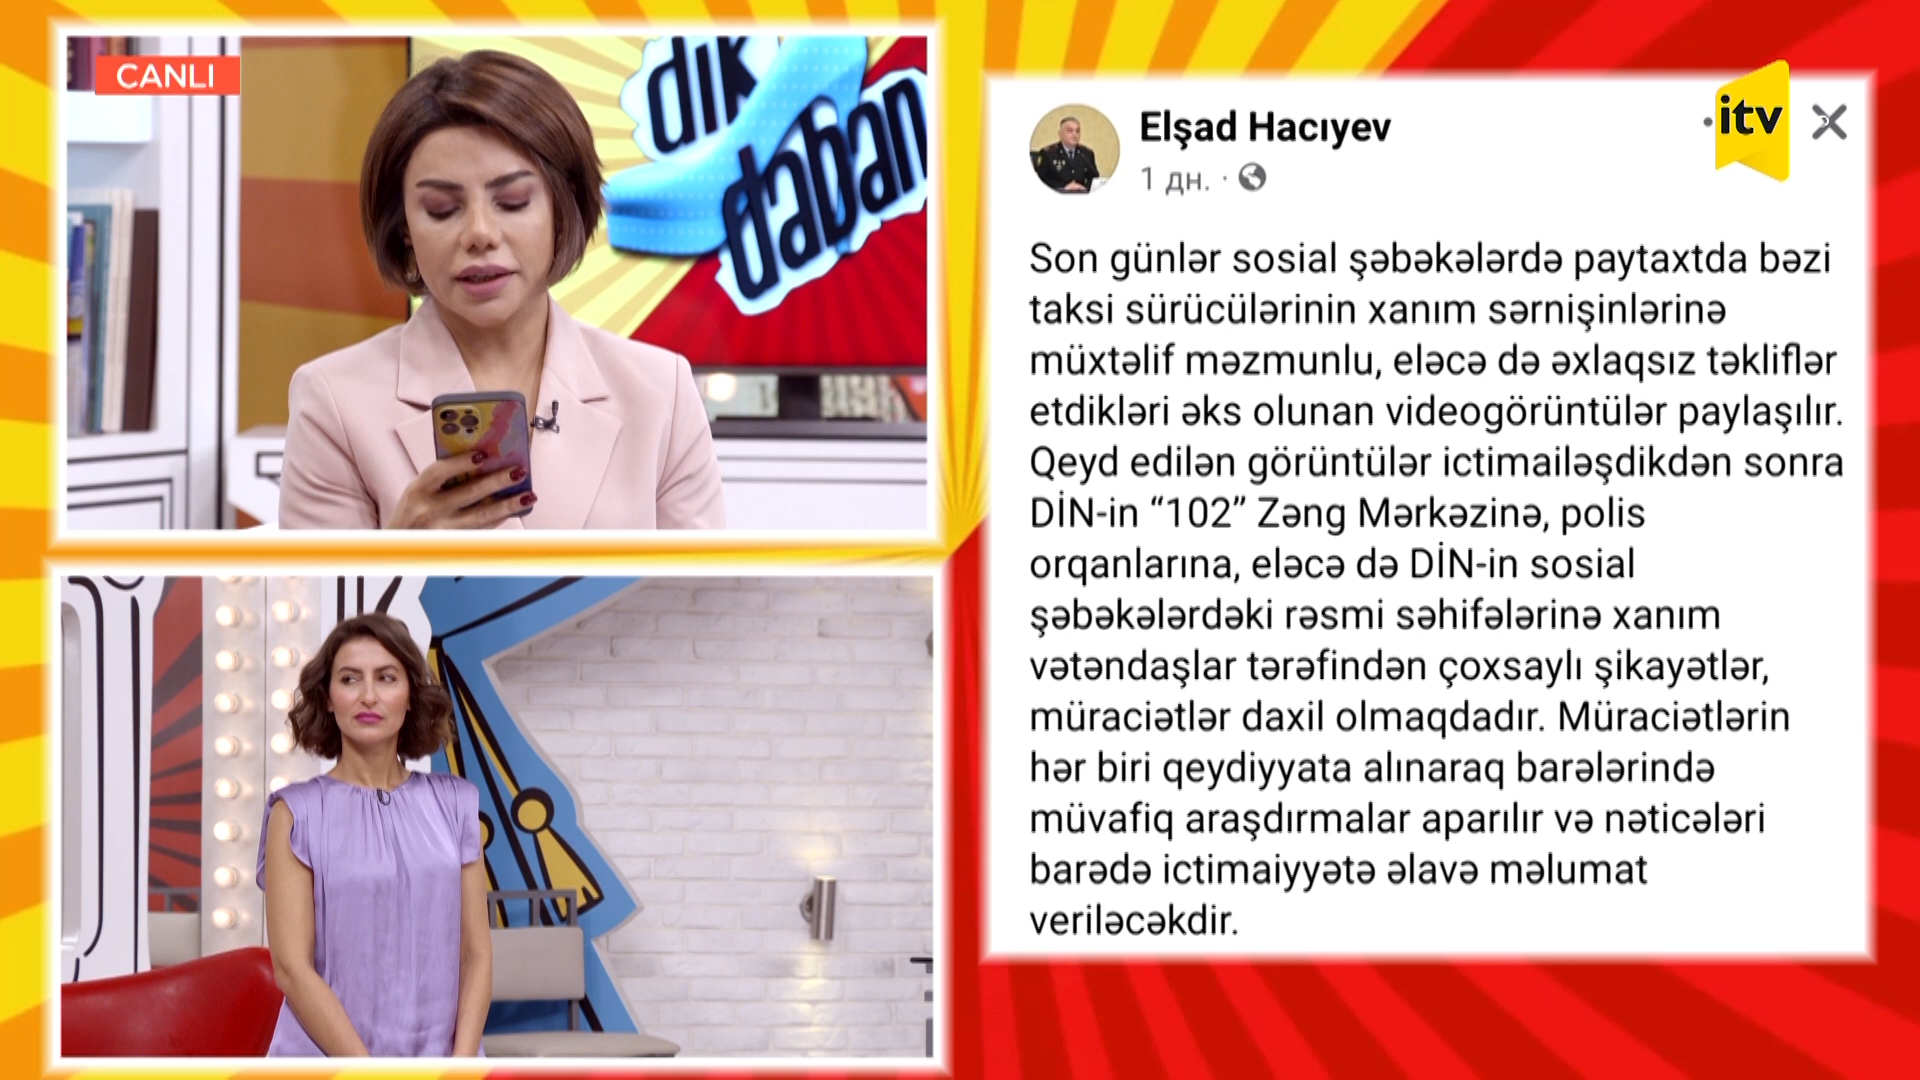 CANLI
dik
daban
itv
Elşad Hacıyev
1 дн.
Son günlər sosial şəbəkələrdə paytaxtda bəzi
taksi sürücülərinin xanım sərnişinlərinə
müxtəlif məzmunlu, eləcə də əxlaqsız təkliflər
etdikləri əks olunan videogörüntülər paylaşılır.
Qeyd edilən görüntülər ictimailəşdikdən sonra
DİN-in “102” Zəng Mərkəzinə, polis
orqanlarına, eləcə də DİN-in sosial
şəbəkələrdəki rəsmi səhifələrinə xanım
vətəndaşlar tərəfindən çoxsaylı şikayətlər,
müraciətlər daxil olmaqdadır. Müraciətlərin
hər biri qeydiyyata alınaraq barələrində
müvafiq araşdırmalar aparılır və nəticələri
barədə ictimaiyyətə əlavə məlumat
veriləcəkdir.